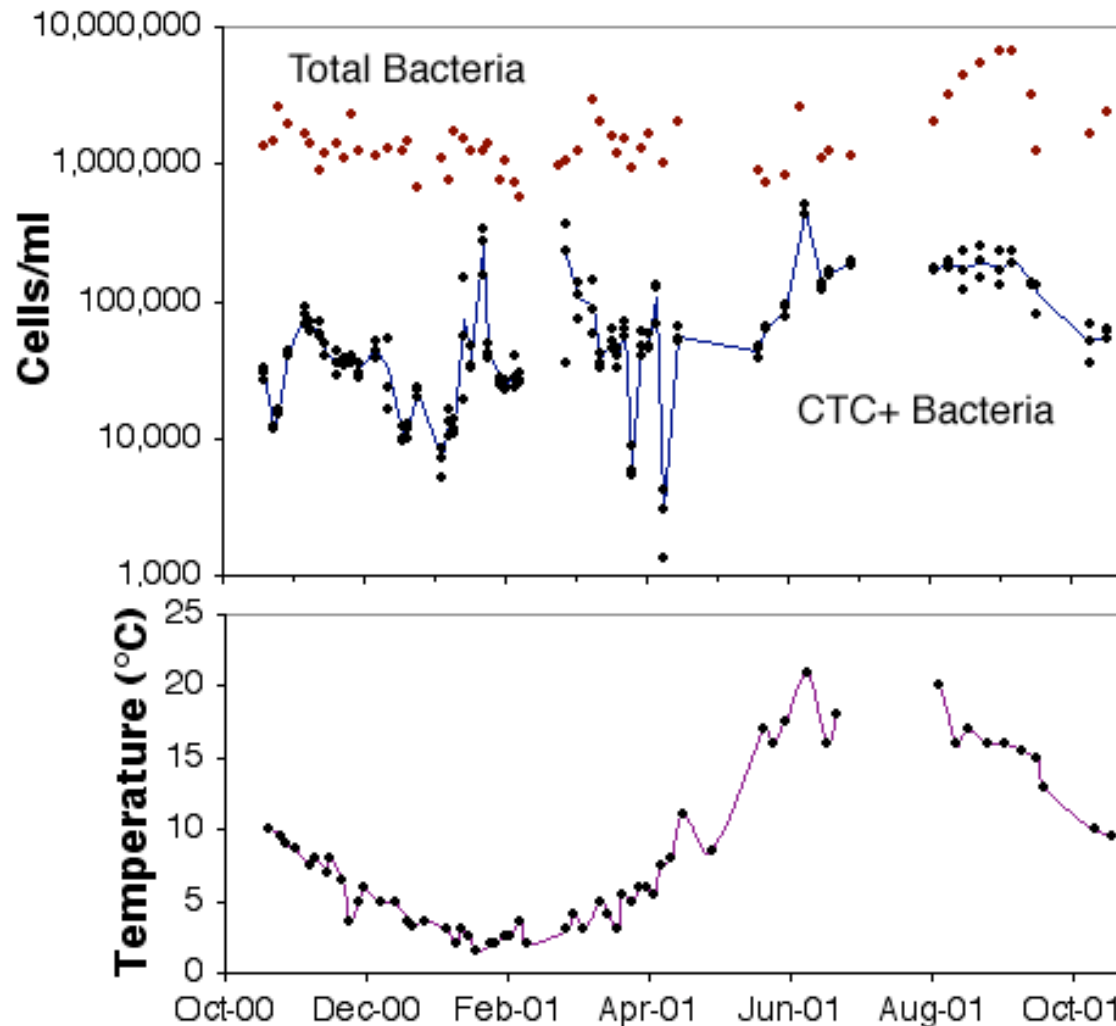 10,000,000
Total Bacteria
1,000,000
Cells/ml
100,000
CTC+ Bacteria
10,000
1,000
25
Temperature (°C)
20
15
10
5
0
Oct-00 Dec-00 Feb-01 Apr-01 Jun-01 Aug-01 Oct-01